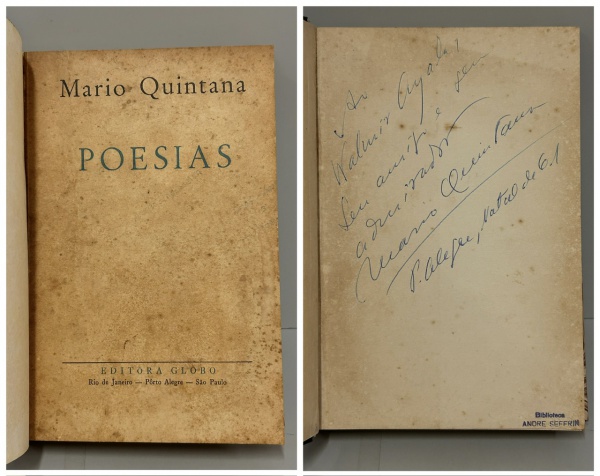 Mario Quintana
POESIAS
EDITORA GLOBO
Rio de Janeiro — Pôrto Alegre — São Paulo
Ao
Walmir Ayala,
seu amigo e seu
admirador
Mario Quintana
P. Alegre, Natal de 61
Biblioteca
ANDRE SEFFRIN